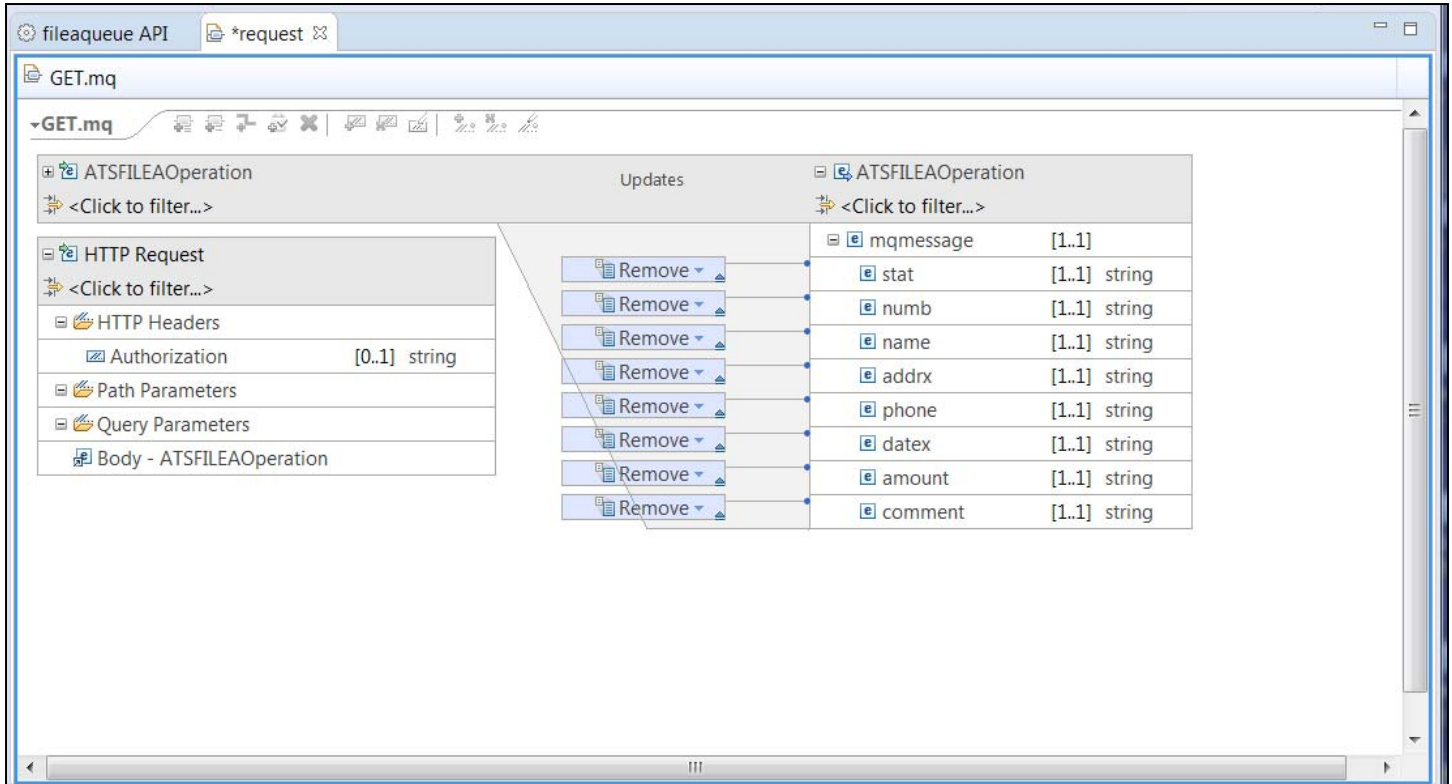 fileaqueue API *request
GET.mq
GET.mq
ATSFILEAOperation Updates ATSFILEAOperation
<Click to filter...> <Click to filter...>
HTTP Request mqmessage [1..1]
Remove stat [1..1] string
<Click to filter...>
Remove numb [1..1] string
HTTP Headers
Remove name [1..1] string
Authorization [0..1] string
Remove addrx [1..1] string
Path Parameters
Remove phone [1..1] string
Query Parameters
Remove datex [1..1] string
Body - ATSFILEAOperation
Remove amount [1..1] string
Remove comment [1..1] string